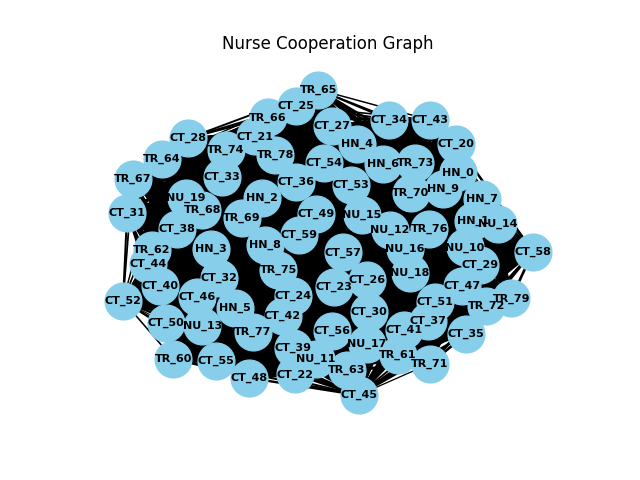 Nurse Cooperation Graph
TR_65
CT_25
TR_66
CT_34
CT_43
CT_27
CT_28
CT_21
HN_4
CT_20
TR_74
TR_78
TR_64
CT_54
HN_6
TR_73
HN_0
CT_33
TR_67
CT_36
CT_53
HN_9
TR_70
NU_19
HN_2
HN_7
TR_68
CT_31
CT_49
NU_15
TR_69
HN_1
NU_14
CT_38
NU_12
TR_76
CT_59
HN_3
HN_8
TR_62
NU_16
NU_10
CT_57
CT_58
CT_44
CT_29
TR_75
NU_18
CT_32
CT_26
CT_40
CT_23
CT_47
CT_46
CT_24
TR_79
CT_52
CT_51
TR_72
HN_5
CT_30
CT_42
CT_50
CT_37
NU_13
CT_41
TR_77
CT_56
CT_35
NU_17
CT_39
TR_61
TR_60
CT_55
NU_11
TR_71
TR_63
CT_22
CT_48
CT_45